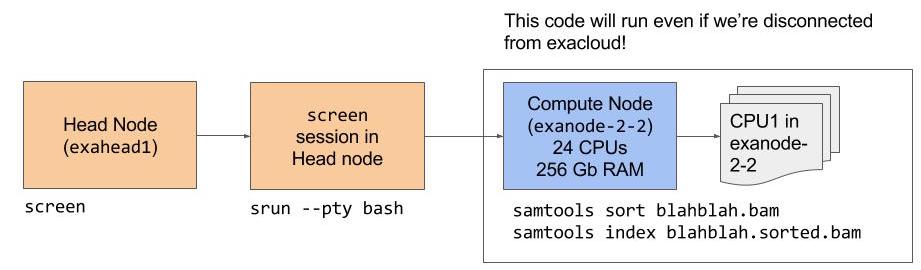 This code will run even if we're disconnected
from exacloud!
Head Node
(exahead1)
screen
screen
session in
Head node
srun --pty bash
Compute Node
(exanode-2-2)
24 CPUs
256 Gb RAM
CPU1 in
exanode-
2-2
samtools sort blahblah.bam
samtools index blahblah.sorted.bam